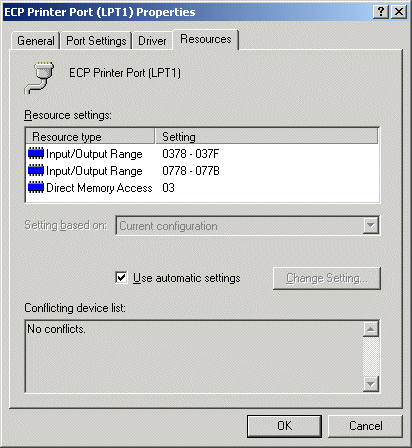 ECP Printer Port (LPT1) Properties
General Port Settings Driver Resources
ECP Printer Port (LPT1)
Resource settings:
Resource type Setting
Input/Output Range 0378 - 037F
Input/Output Range 0778 - 077B
Direct Memory Access 03
Setting based on: Current configuration
Use automatic settings Change Setting...
Conflicting device list:
No conflicts.
OK Cancel